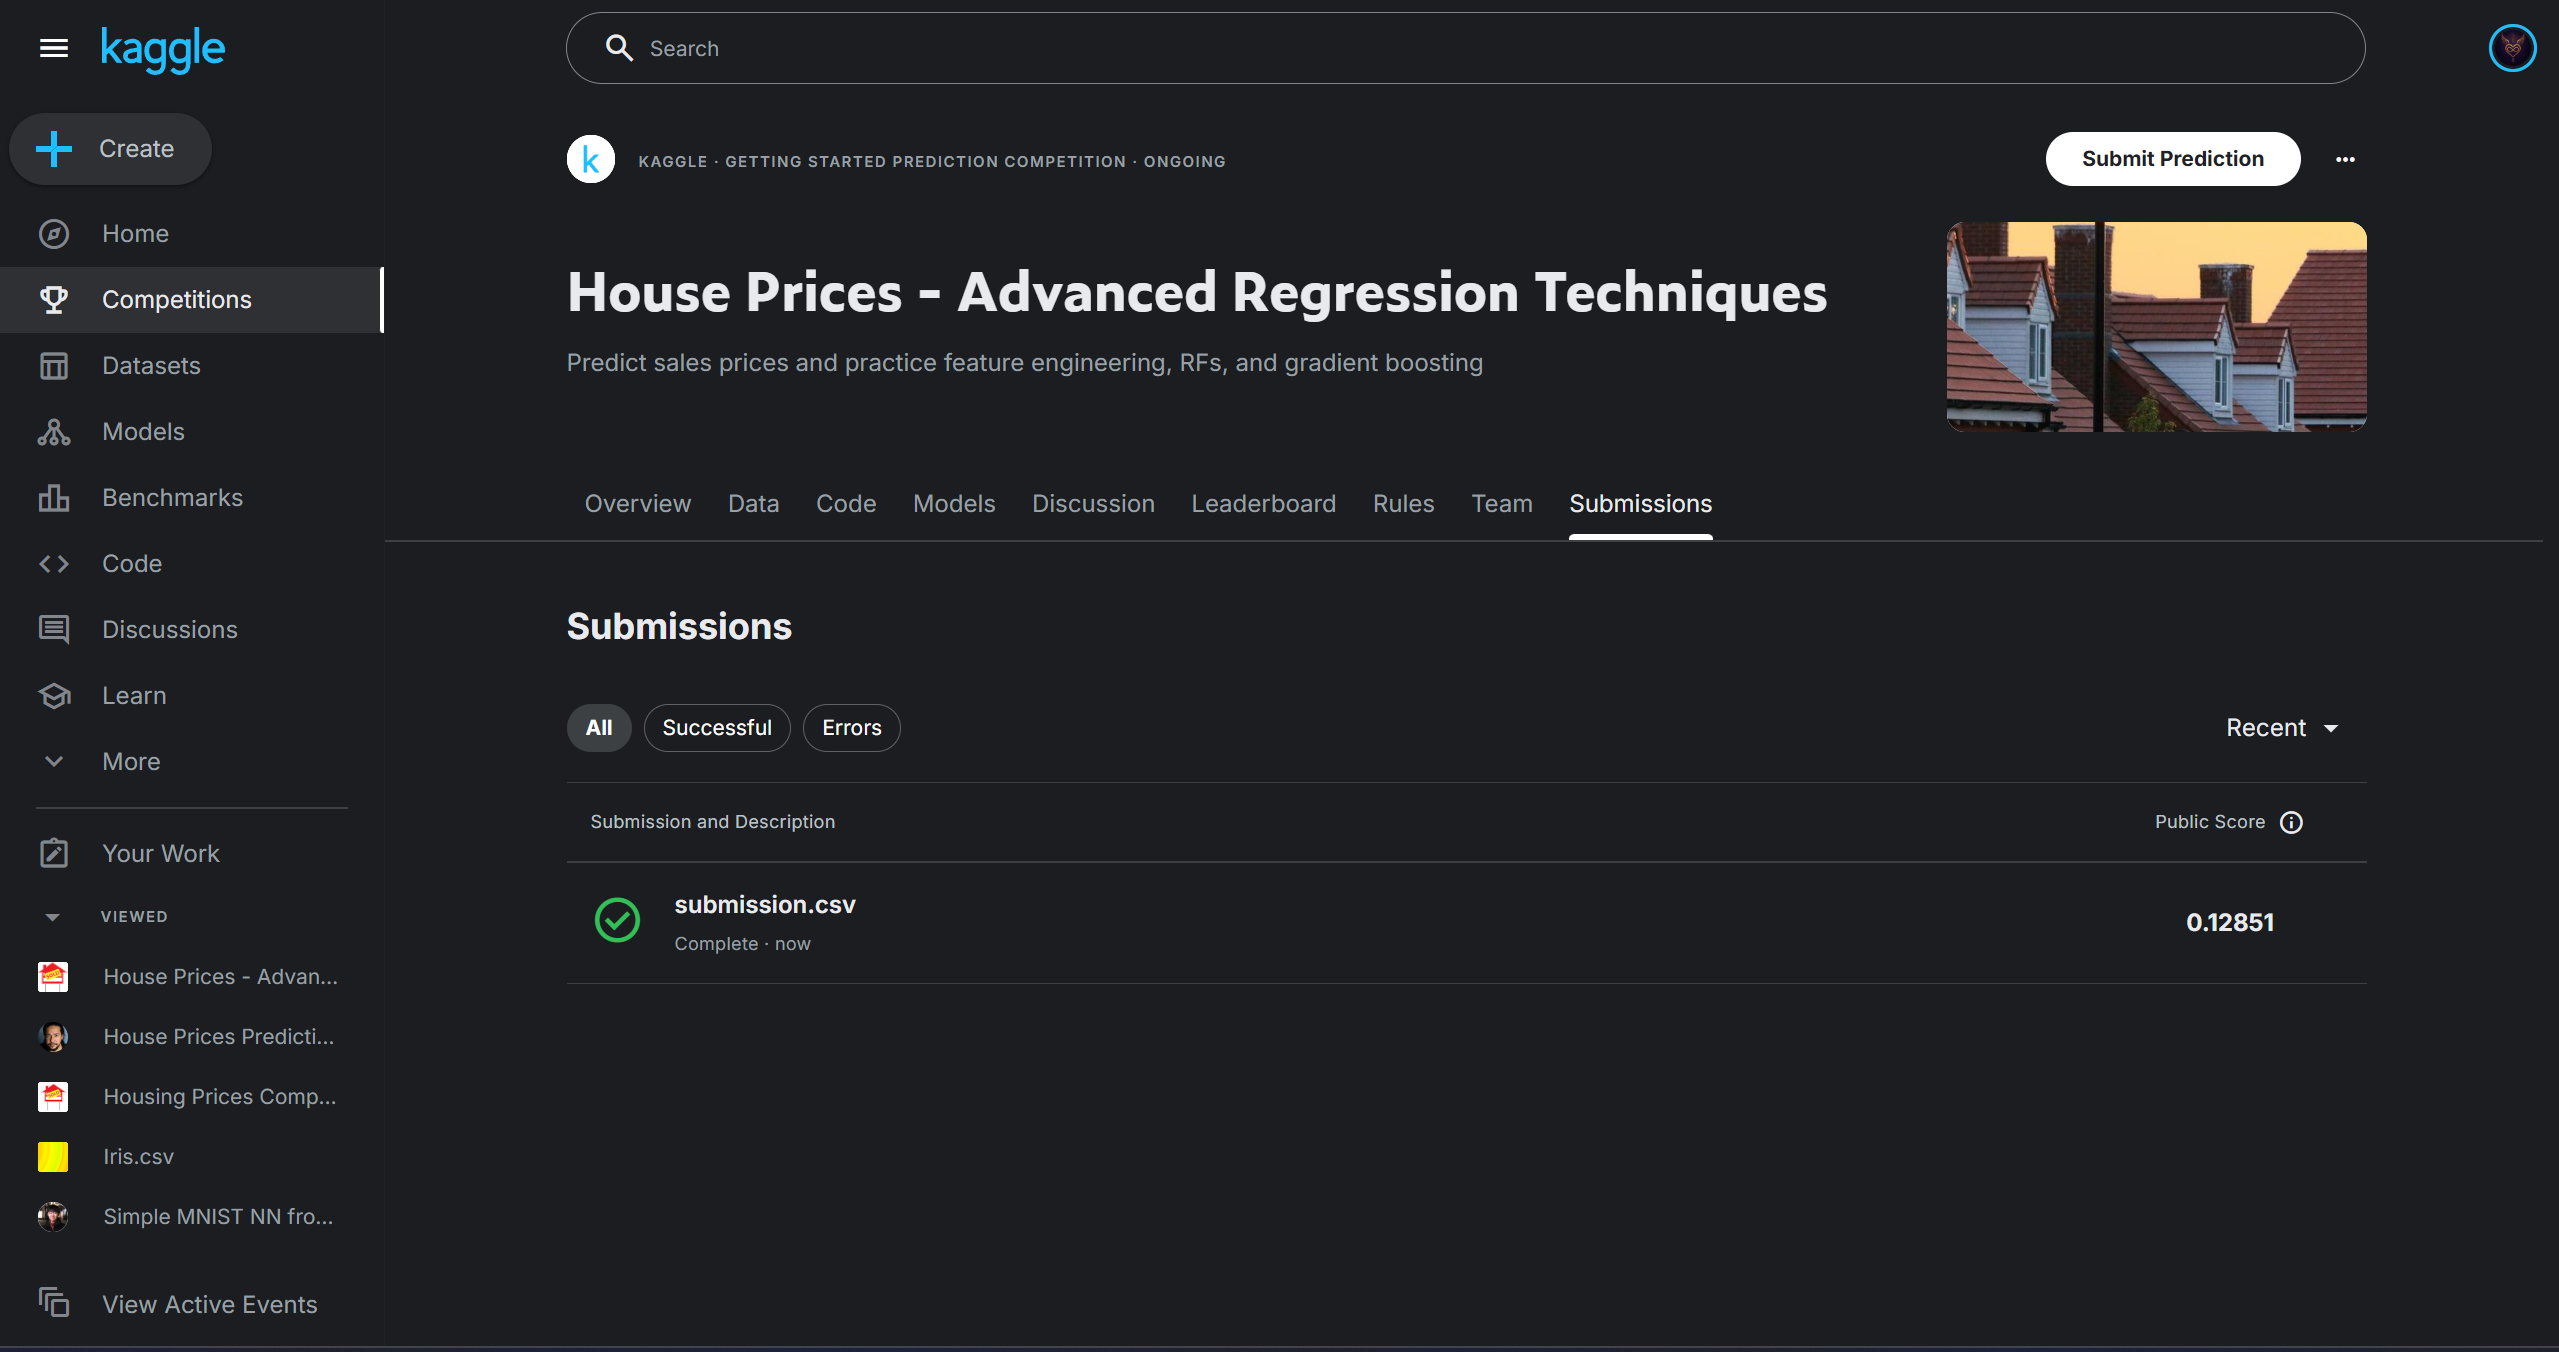 kaggle
Search
Create
Home
Competitions
Datasets
Models
Benchmarks
Code
Discussions
Learn
More
Your Work
VIEWED
House Prices - Advan...
House Prices Predicti...
Housing Prices Comp...
Iris.csv
Simple MNIST NN fro...
View Active Events
k
KAGGLE · GETTING STARTED PREDICTION COMPETITION · ONGOING
Submit Prediction
House Prices - Advanced Regression Techniques
Predict sales prices and practice feature engineering, RFs, and gradient boosting
Overview Data Code Models Discussion Leaderboard Rules Team Submissions
Submissions
All Successful Errors Recent
Submission and Description Public Score
submission.csv
Complete · now
0.12851